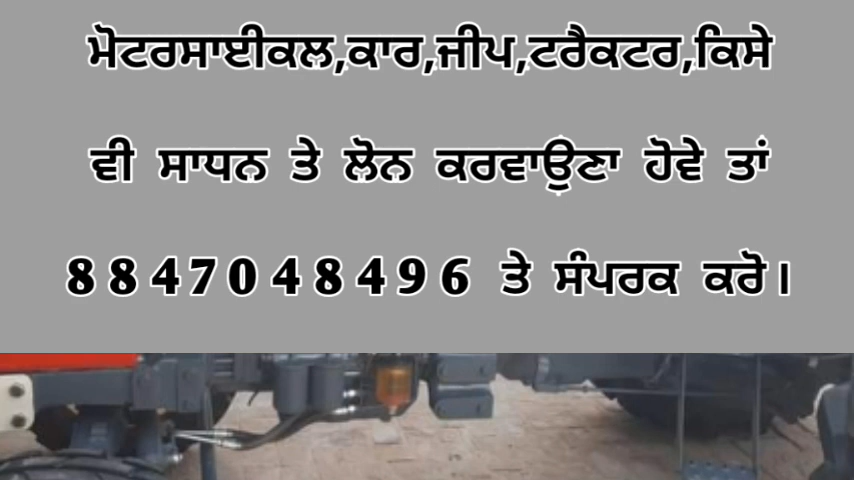 ਮੋਟਰਸਾਈਕਲ,ਕਾਰ,ਜੀਪ,ਟਰੈਕਟਰ,ਕਿਸੇ
ਵੀ ਸਾਧਨ ਤੇ ਲੋਨ ਕਰਵਾਉਣਾ ਹੋਵੇ ਤਾਂ
8847048496 ਤੇ ਸੰਪਰਕ ਕਰੋ।